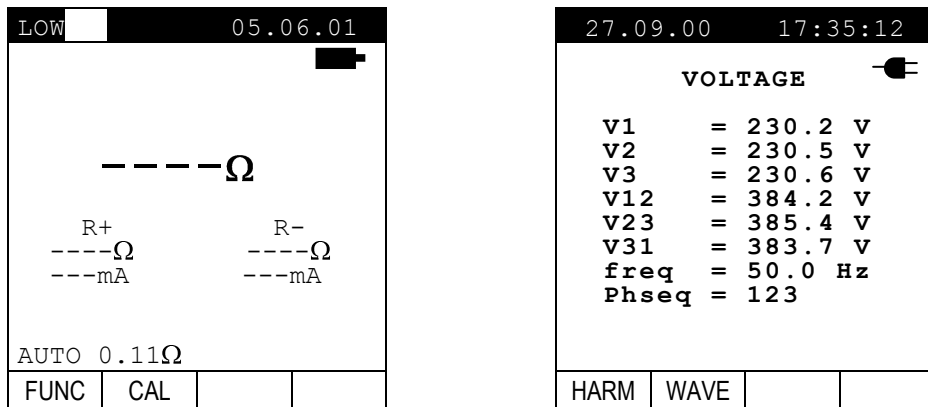 LOW 05.06.01
----Ω
R+ R-
----Ω ----Ω
---mA ---mA
AUTO 0.11Ω
FUNC CAL
27.09.00 17:35:12
VOLTAGE
V1 = 230.2 V
V2 = 230.5 V
V3 = 230.6 V
V12 = 384.2 V
V23 = 385.4 V
V31 = 383.7 V
freq = 50.0 Hz
Phseq = 123
HARM WAVE